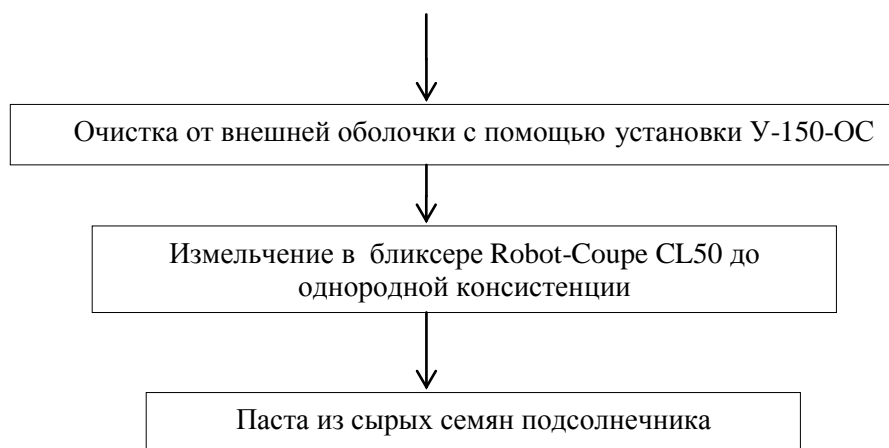 Очистка от внешней оболочки с помощью установки У-150-ОС
Измельчение в бликсере Robot-Coupe CL50 до
однородной консистенции
Паста из сырых семян подсолнечника